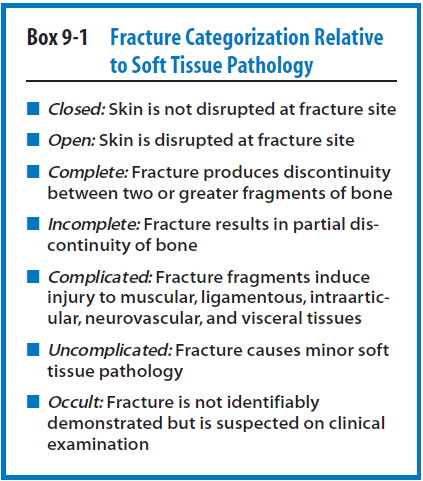 Box 9-1 Fracture Categorization Relative
to Soft Tissue Pathology
■ Closed: Skin is not disrupted at fracture site
■ Open: Skin is disrupted at fracture site
■ Complete: Fracture produces discontinuity
between two or greater fragments of bone
■ Incomplete: Fracture results in partial dis-
continuity of bone
■ Complicated: Fracture fragments induce
injury to muscular, ligamentous, intraartic-
ular, neurovascular, and visceral tissues
■ Uncomplicated: Fracture causes minor soft
tissue pathology
■ Occult: Fracture is not identifiably
demonstrated but is suspected on clinical
examination